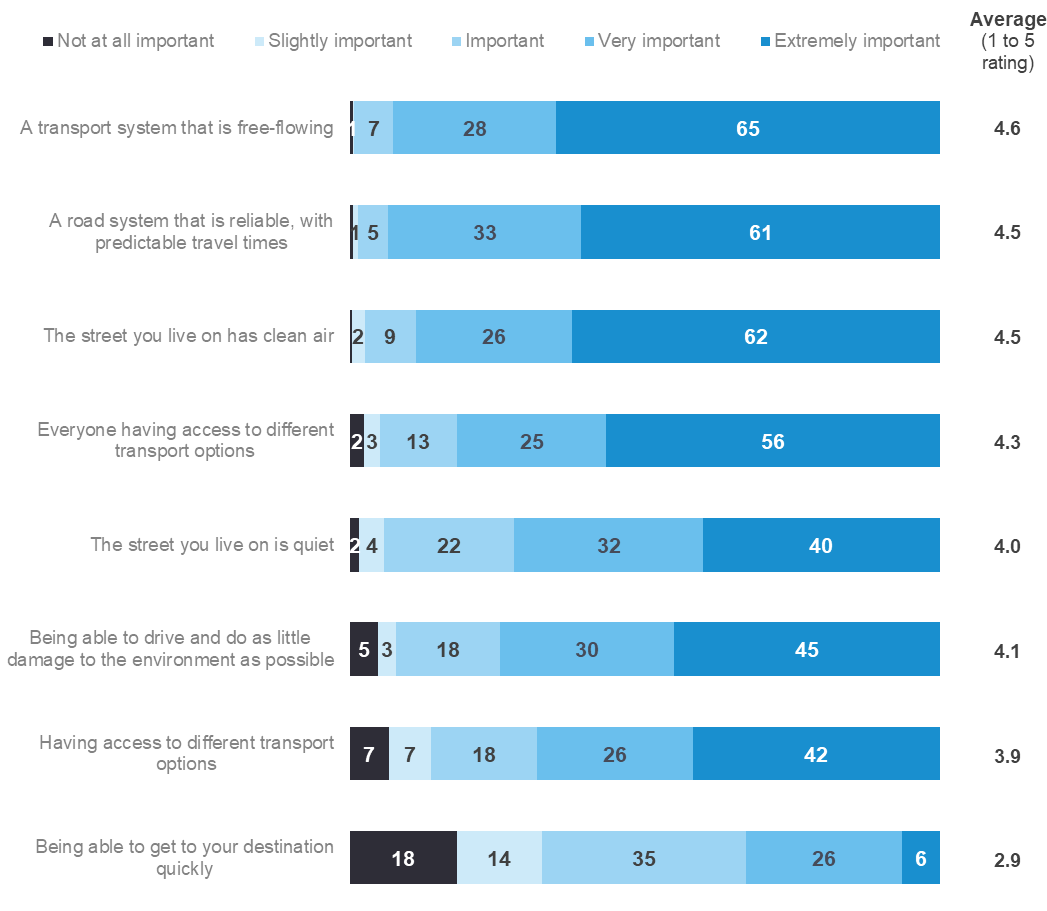 Average
(1 to 5
rating)
Not at all important Slightly important Important Very important Extremely important
A transport system that is free-flowing 1 7 28 65 4.6
A road system that is reliable, with
predictable travel times 1 5 33 61 4.5
The street you live on has clean air 2 9 26 62 4.5
Everyone having access to different
transport options 2 3 13 25 56 4.3
The street you live on is quiet 2 4 22 32 40 4.0
Being able to drive and do as little
damage to the environment as possible 5 3 18 30 45 4.1
Having access to different transport
options 7 7 18 26 42 3.9
Being able to get to your destination
quickly 18 14 35 26 6 2.9